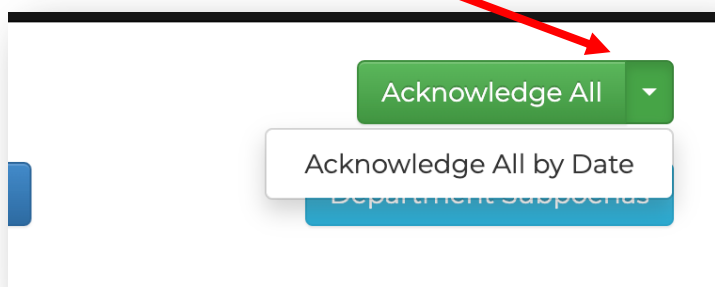 Acknowledge All
Acknowledge All by Date
Department Subpoenas